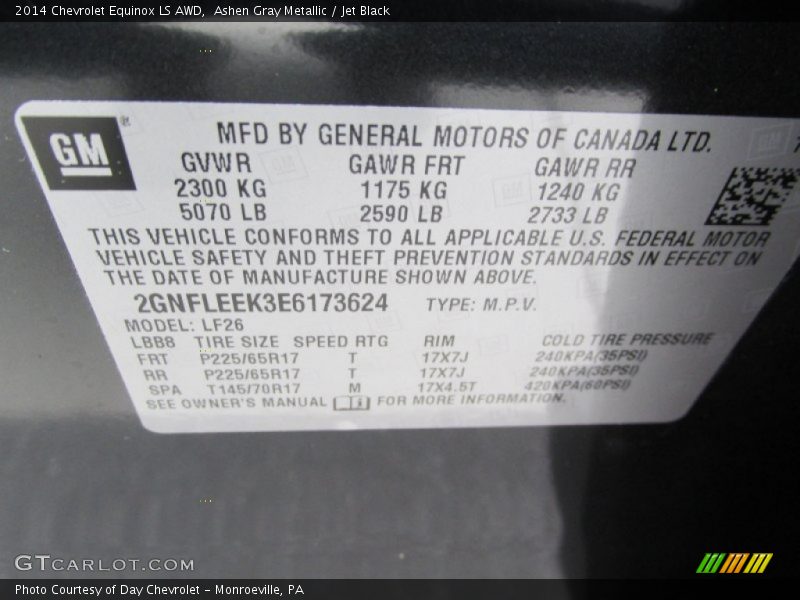 2014 Chevrolet Equinox LS AWD, Ashen Gray Metallic / Jet Black
GM®
MFD BY GENERAL MOTORS OF CANADA LTD.
GVWR GAWR FRT GAWR RR
2300 KG 1175 KG 1240 KG
5070 LB 2590 LB 2733 LB
THIS VEHICLE CONFORMS TO ALL APPLICABLE U.S. FEDERAL MOTOR
VEHICLE SAFETY AND THEFT PREVENTION STANDARDS IN EFFECT ON
THE DATE OF MANUFACTURE SHOWN ABOVE.
2GNFLEEK3E6173624 TYPE: M.P.V.
MODEL: LF26
LBB8 TIRE SIZE SPEED RTG RIM COLD TIRE PRESSURE
FRT P225/65R17 T 17X7J 240KPA(35PSI)
RR P225/65R17 T 17X7J 240KPA(35PSI)
SPA T145/70R17 M 17X4.5T 420KPA(60PSI)
SEE OWNER'S MANUAL FOR MORE INFORMATION.
GTCARLOT.COM
Photo Courtesy of Day Chevrolet - Monroeville, PA